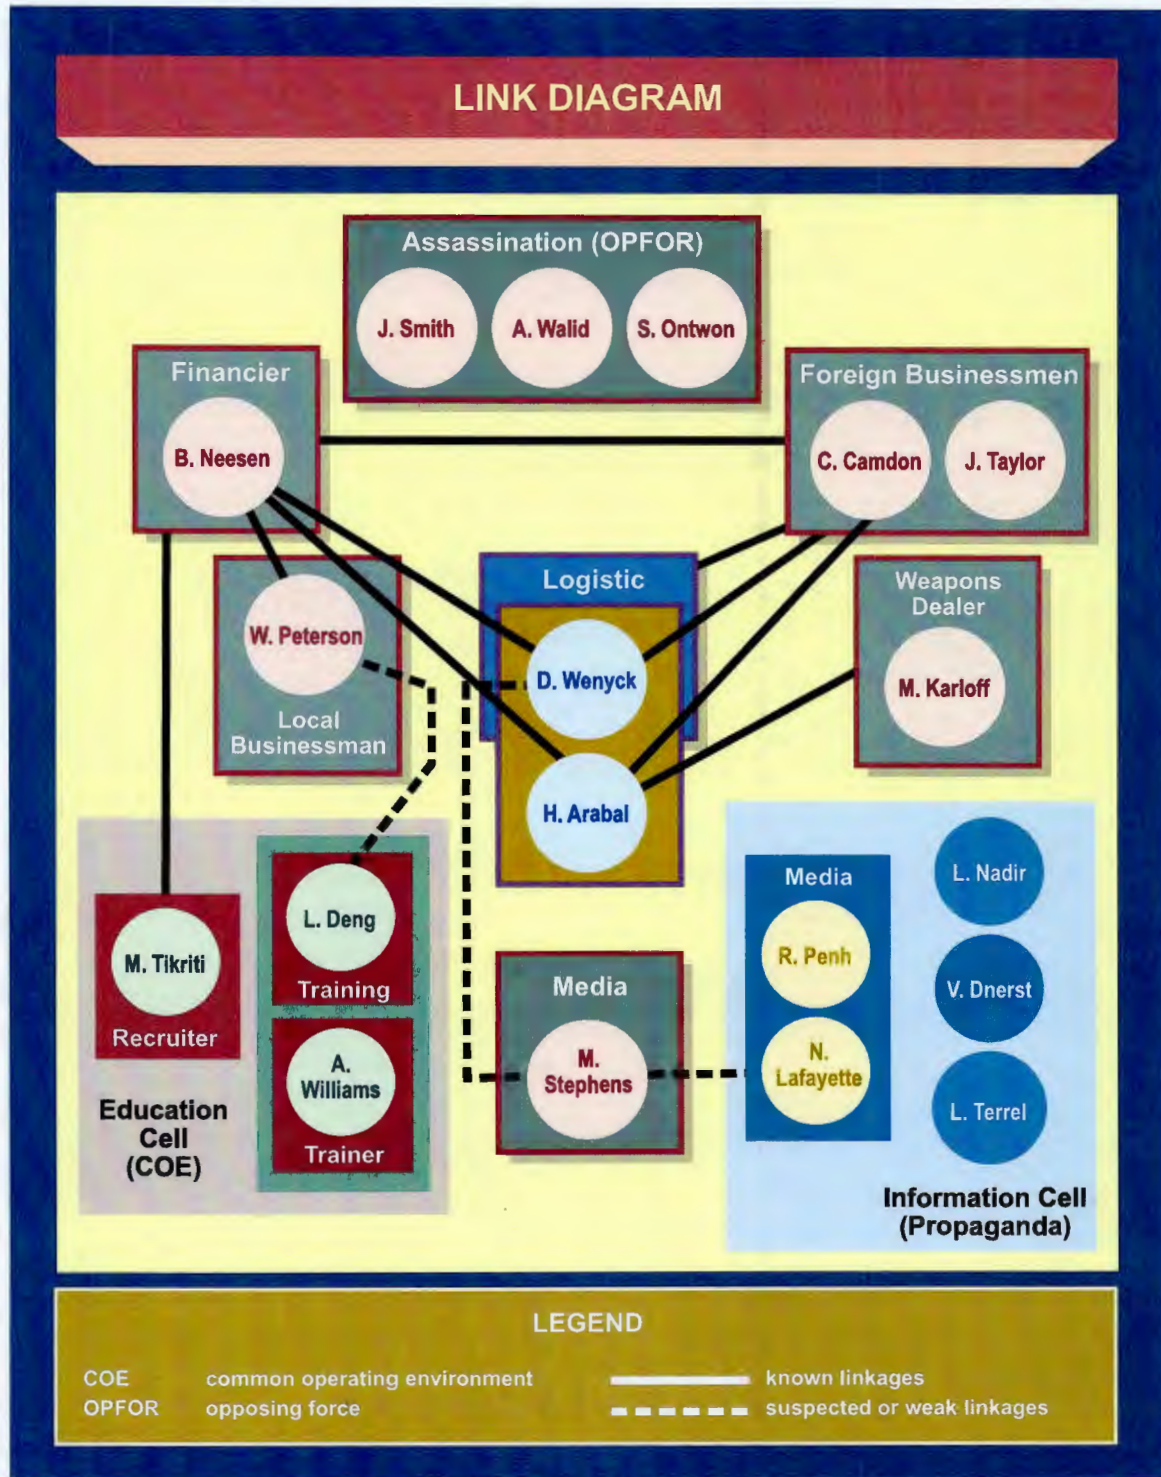 LINK DIAGRAM
Assassination (OPFOR)
J. Smith
A. Walid
S. Ontwon
Financier
B. Neesen
Foreign Businessmen
C. Camdon
J. Taylor
W. Peterson
Local
Businessman
Logistic
D. Wenyck
H. Arabal
Weapons
Dealer
M. Karloff
M. Tikriti
Recruiter
L. Deng
Training
A.
Williams
Trainer
Education
Cell
(COE)
Media
M.
Stephens
Media
R. Penh
N.
Lafayette
L. Nadir
V. Dnerst
L. Terrel
Information Cell
(Propaganda)
LEGEND
COE common operating environment
OPFOR opposing force
known linkages
suspected or weak linkages